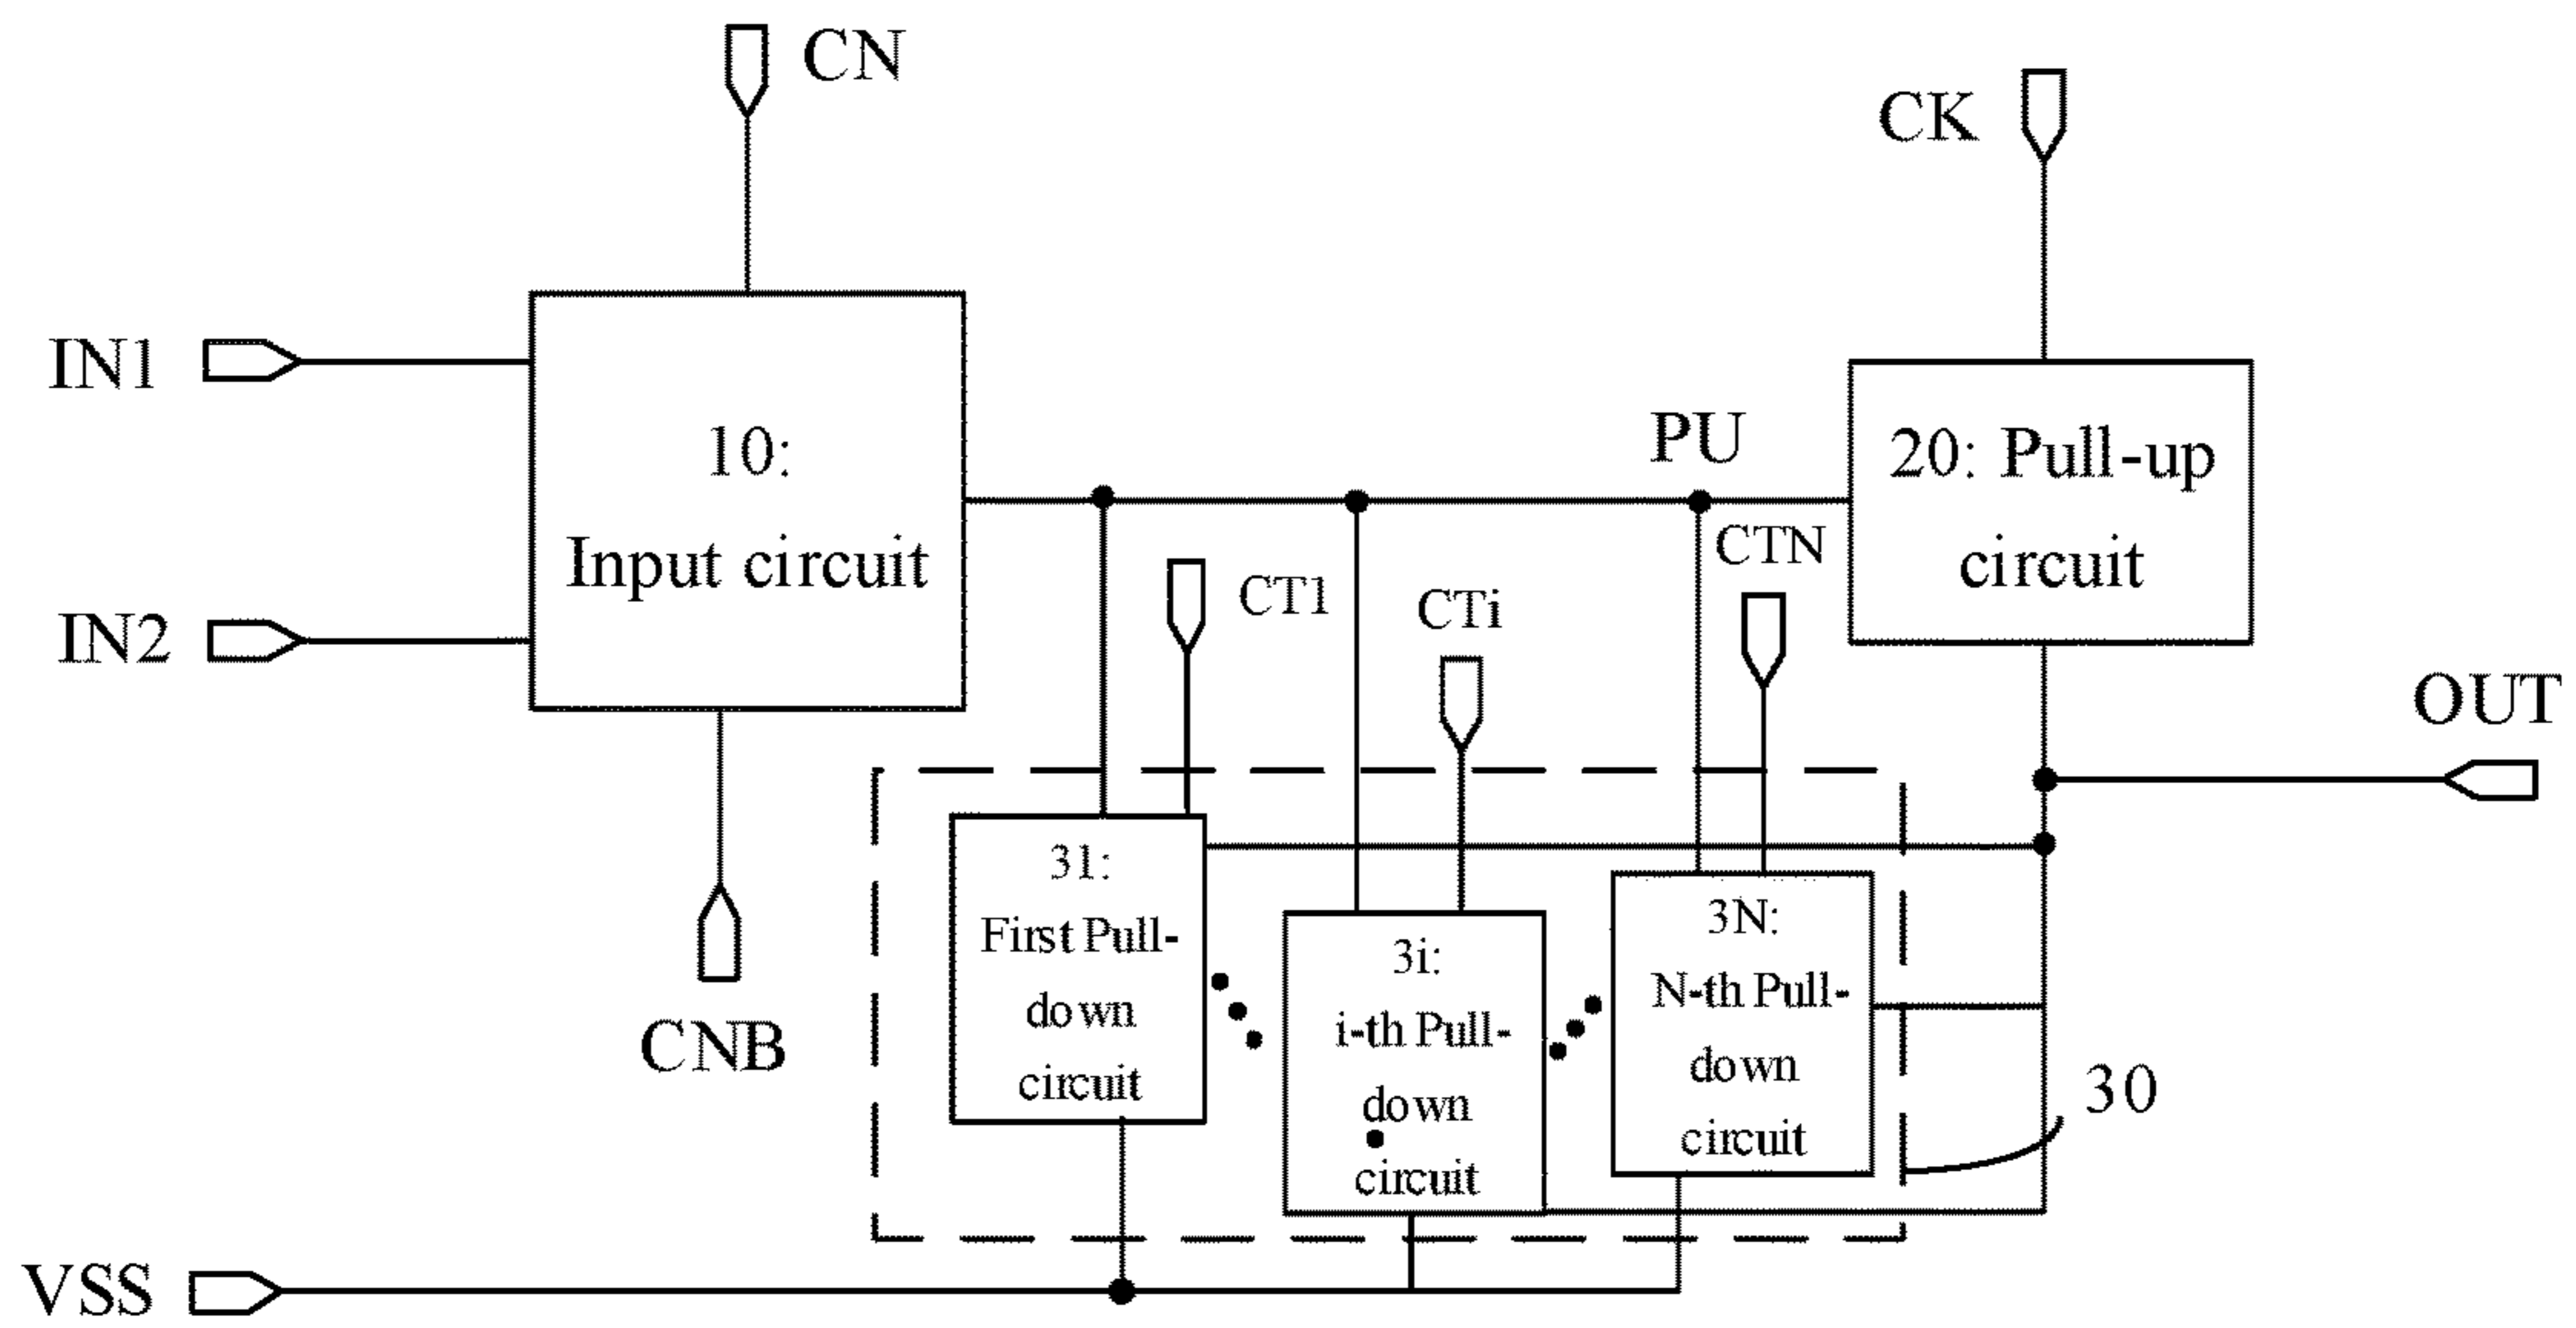 CN
CK
IN1
10:
Input circuit
PU
20: Pull-up
circuit
IN2
CT1
CTi
CTN
OUT
31:
First Pull-
down
circuit
3i:
i-th Pull-
down
circuit
3N:
N-th Pull-
down
circuit
CNB
30
VSS